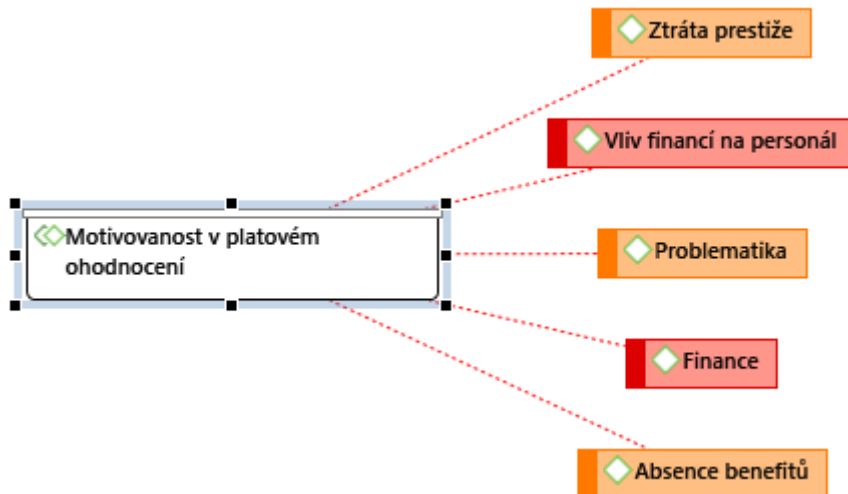 Ztráta prestiže
Vliv financí na personál
Motivovanost v platovém
ohodnocení
Problematika
Finance
Absence benefitů